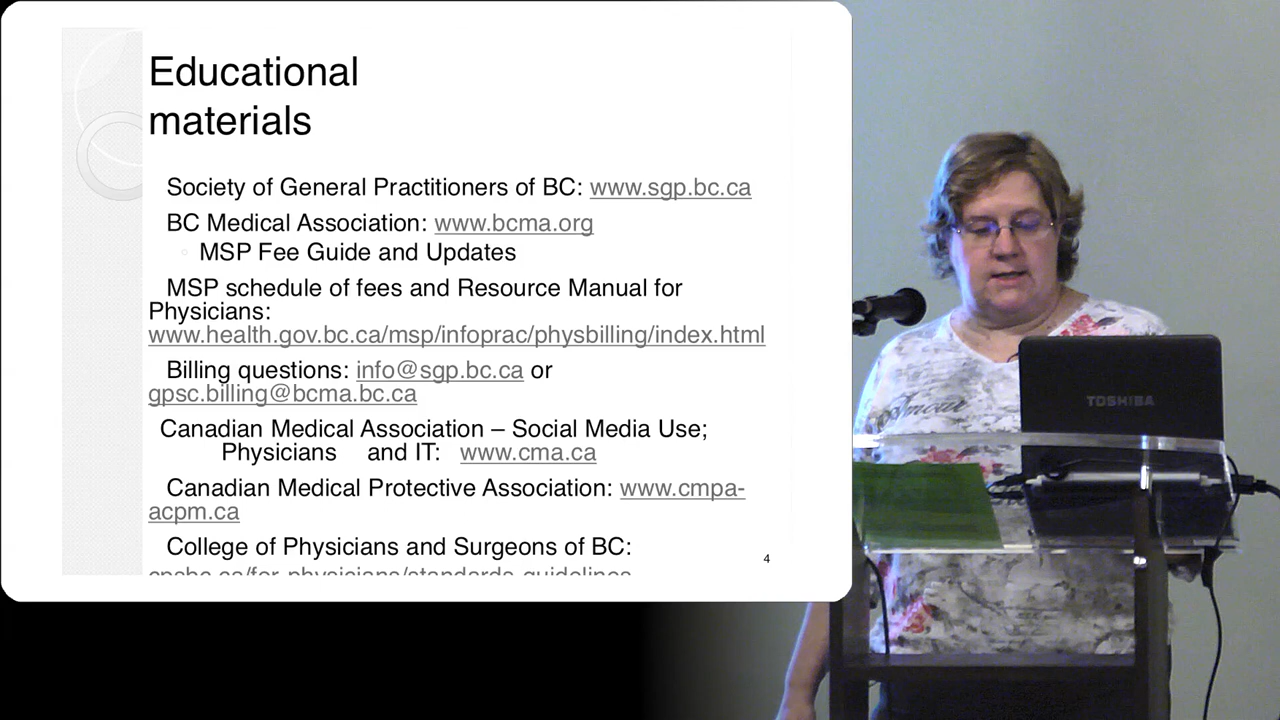 Educational
materials
Society of General Practitioners of BC: www.sgp.bc.ca
BC Medical Association: www.bcma.org
MSP Fee Guide and Updates
MSP schedule of fees and Resource Manual for
Physicians:
www.health.gov.bc.ca/msp/infoprac/physbilling/index.html
Billing questions: info@sgp.bc.ca or
gpsc.billing@bcma.bc.ca
Canadian Medical Association – Social Media Use;
Physicians and IT: www.cma.ca
Canadian Medical Protective Association: www.cmpa-
acpm.ca
College of Physicians and Surgeons of BC:
cpsbc.ca/for-physicians/standards-guidelines
4
Amour
TOSHIBA